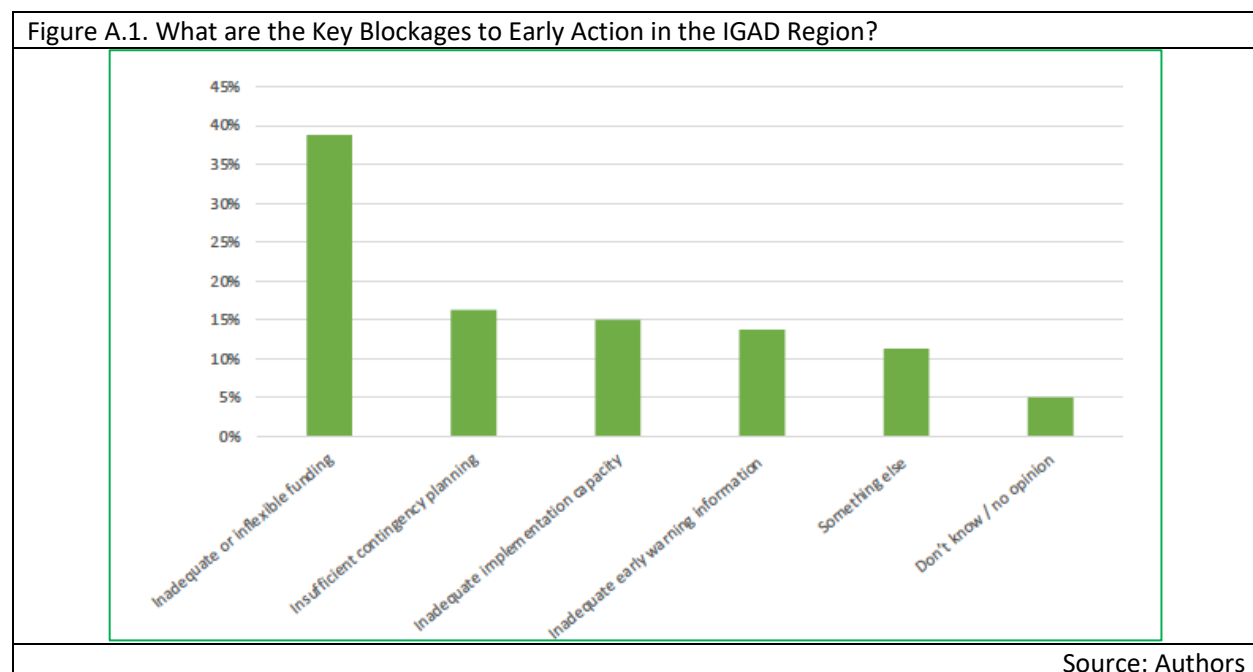 Figure A.1. What are the Key Blockages to Early Action in the IGAD Region?
45%
40%
35%
30%
25%
20%
15%
10%
5%
0%
Inadequate or inflexible funding
Insufficient contingency planning
Inadequate implementation capacity
Inadequate early warning information
Something else
Don't know / no opinion
Source: Authors